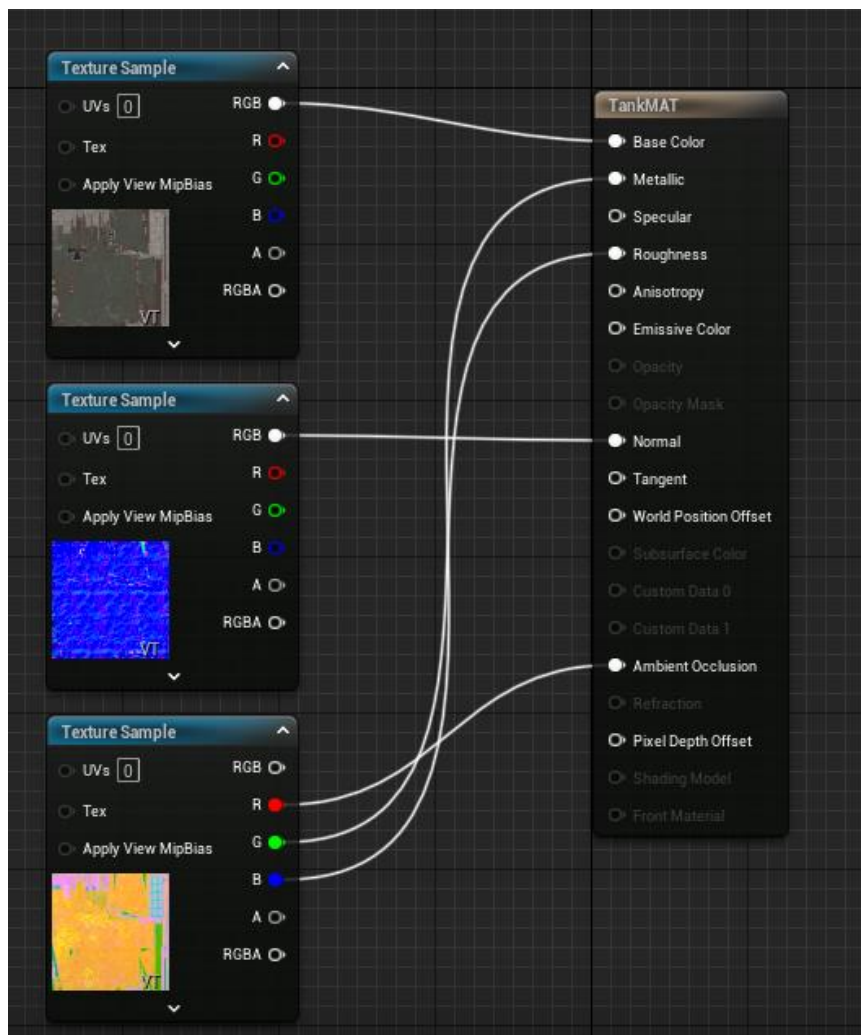 Texture Sample
UVs 0
RGB
Tex
R
Apply View MipBias
G
B
A
RGBA
VT
Texture Sample
UVs 0
RGB
Tex
R
Apply View MipBias
G
B
A
RGBA
VT
Texture Sample
UVs 0
RGB
Tex
R
Apply View MipBias
G
B
A
RGBA
VT
TankMAT
Base Color
Metallic
Specular
Roughness
Anisotropy
Emissive Color
Opacity
Opacity Mask
Normal
Tangent
World Position Offset
Subsurface Color
Custom Data 0
Custom Data 1
Ambient Occlusion
Refraction
Pixel Depth Offset
Shading Model
Front Material